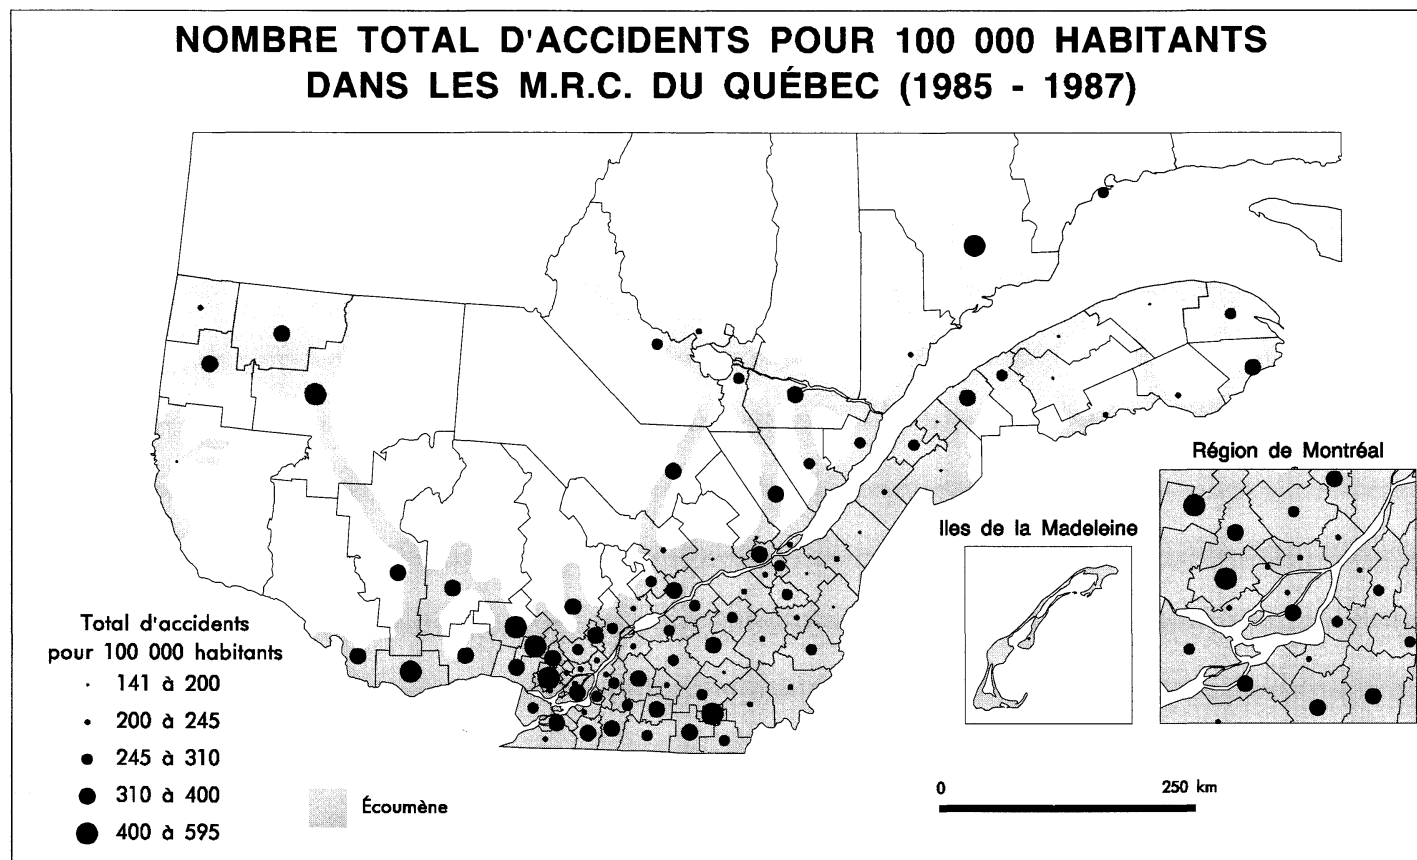 NOMBRE TOTAL D'ACCIDENTS POUR 100 000 HABITANTS
DANS LES M.R.C. DU QUÉBEC (1985 - 1987)
Région de Montréal
Iles de la Madeleine
Total d'accidents
pour 100 000 habitants
141 à 200
200 à 245
245 à 310
310 à 400
400 à 595
Écoumène
0 250 km